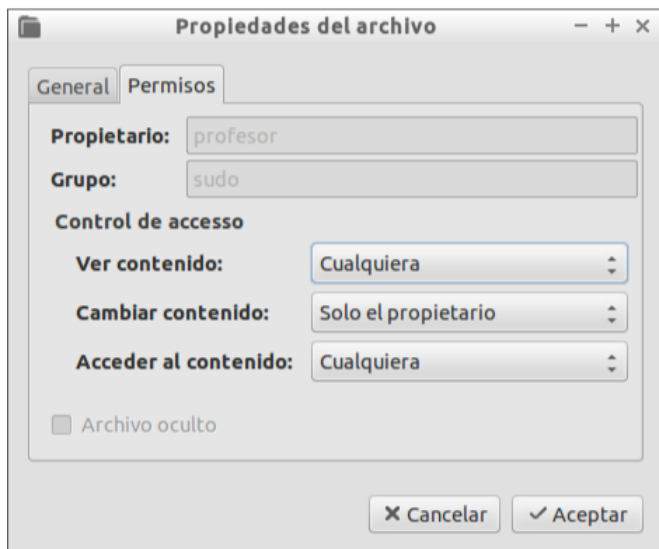 Propiedades del archivo
General Permisos
Propietario: profesor
Grupo: sudo
Control de accesso
Ver contenido: Cualquiera
Cambiar contenido: Solo el propietario
Acceder al contenido: Cualquiera
Archivo oculto
Cancelar Aceptar